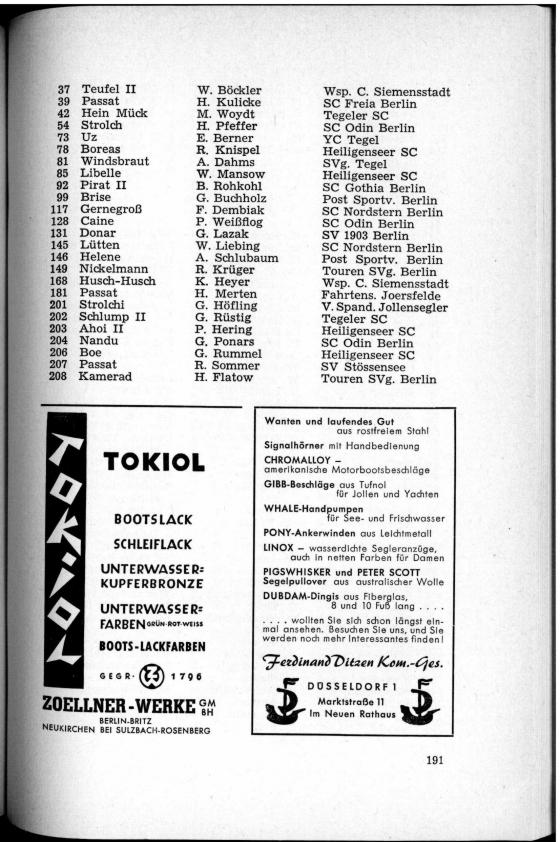 37 Teufel II W. Böckler Wsp. C. Siemensstadt
39 Passat H. Kulicke SC Freia Berlin
42 Hein Mück M. Woydt Tegeler SC
54 Strolch H. Pfeffer SC Odin Berlin
73 Uz E. Berner YC Tegel
78 Boreas R. Knispel Heiligenseer SC
81 Windsbraut A. Dahms SVg. Tegel
85 Libelle W. Mansow Heiligenseer SC
92 Pirat II B. Rohkohl SC Gothia Berlin
99 Brise G. Buchholz Post Sportv. Berlin
117 Gernegroß F. Dembiak SC Nordstern Berlin
128 Caine P. Weißflog SC Odin Berlin
131 Donar G. Lazak SV 1903 Berlin
145 Lütten W. Liebing SC Nordstern Berlin
146 Helene A. Schlubaum Post Sportv. Berlin
149 Nickelmann R. Krüger Touren SVg. Berlin
168 Husch-Husch K. Heyer Wsp. C. Siemensstadt
181 Passat H. Merten Fahrtens. Joersfelde
201 Strolchi G. Höfling V. Spand. Jollensegler
202 Schlump II G. Rüstig Tegeler SC
203 Ahoi II P. Hering Heiligenseer SC
204 Nandu G. Ponars SC Odin Berlin
206 Boe G. Rummel Heiligenseer SC
207 Passat R. Sommer SV Stössensee
208 Kamerad H. Flatow Touren SVg. Berlin
TOKIOL
TOKIOL
BOOTSLACK
SCHLEIFLACK
UNTERWASSER=
KUPFERBRONZE
UNTERWASSER=
FARBEN GRÜN·ROT·WEISS
BOOTS-LACKFARBEN
GEGR· 1796
ZOELLNER-WERKE GM
BH
BERLIN-BRITZ
NEUKIRCHEN BEI SULZBACH-ROSENBERG
Wanten und laufendes Gut
aus rostfreiem Stahl
Signalhörner mit Handbedienung
CHROMALLOY –
amerikanische Motorbootsbeschläge
GIBB-Beschläge aus Tufnol
für Jollen und Yachten
WHALE-Handpumpen
für See- und Frischwasser
PONY-Ankerwinden aus Leichtmetall
LINOX – wasserdichte Segleranzüge,
auch in netten Farben für Damen
PIGSWHISKER und PETER SCOTT
Segelpullover aus australischer Wolle
DUBDAM-Dingis aus Fiberglas,
8 und 10 Fuß lang . . . .
. . . . wollten Sie sich schon längst ein-
mal ansehen. Besuchen Sie uns, und Sie
werden noch mehr Interessantes finden!
Ferdinand Ditzen Kom.-Ges.
DÜSSELDORF 1
Marktstraße 11
Im Neuen Rathaus
191